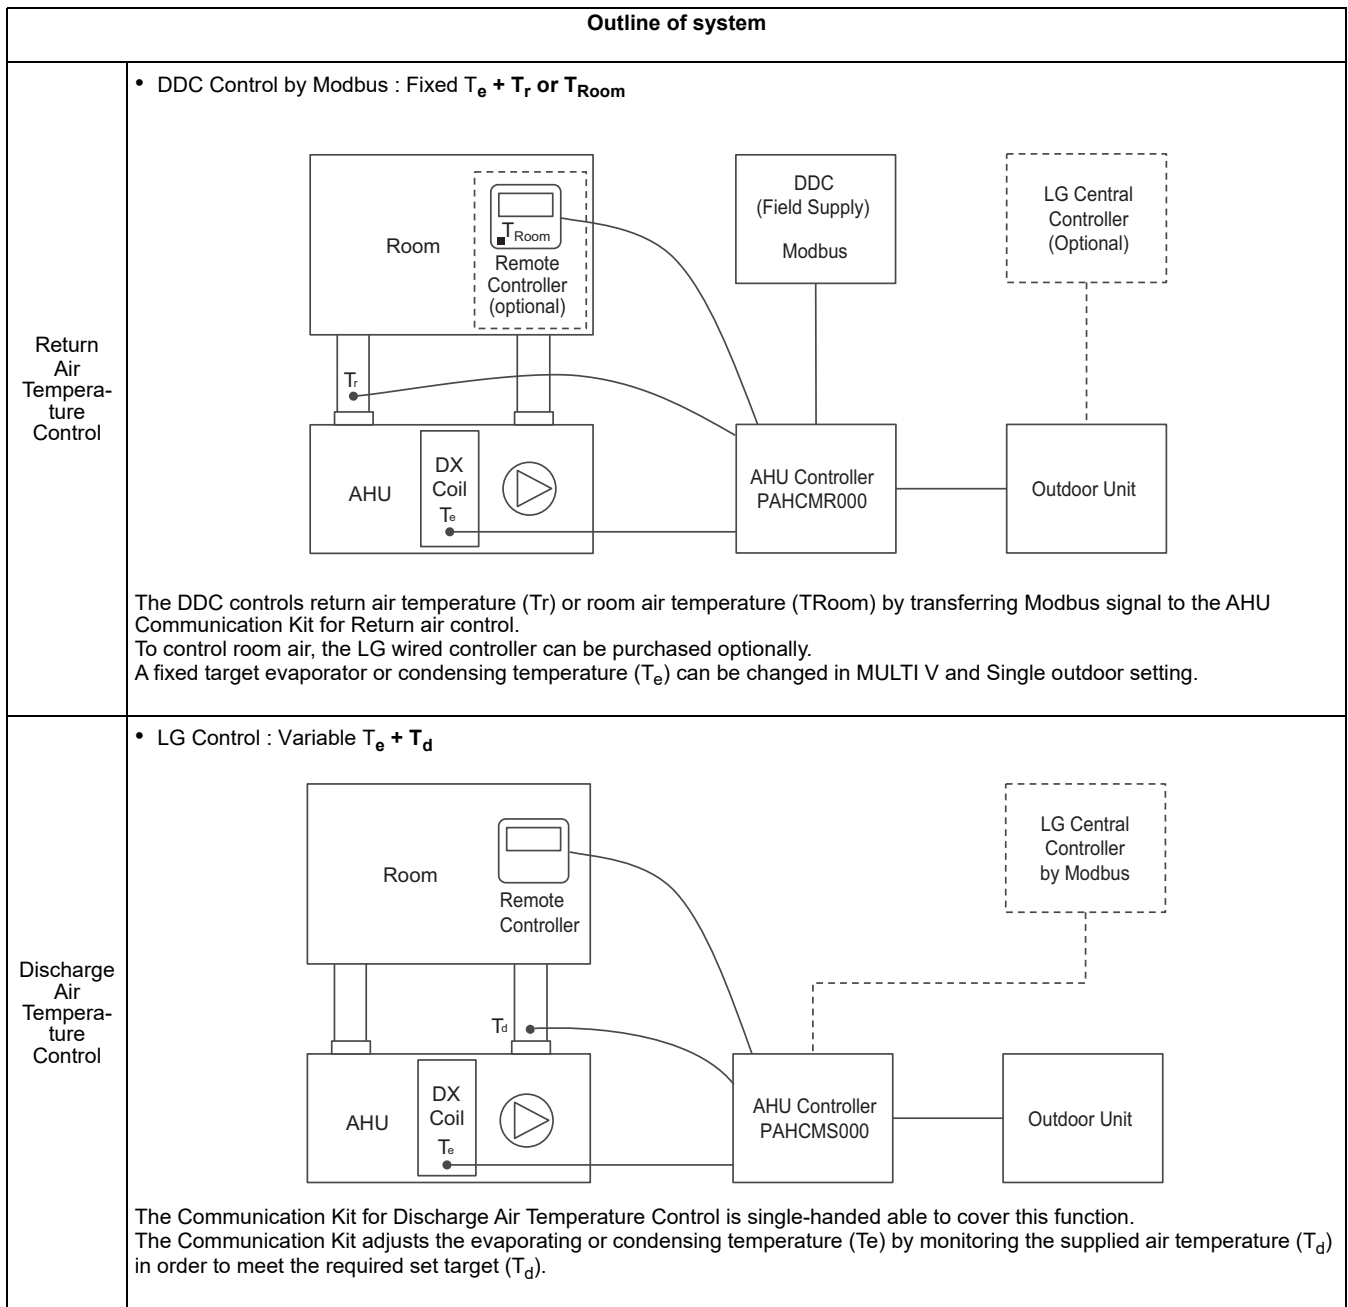 Outline of system
Return
Air
Tempera-
ture
Control
• DDC Control by Modbus : Fixed Te + Tr or TRoom
Room
TRoom
Remote
Controller
(optional)
DDC
(Field Supply)
Modbus
LG Central
Controller
(Optional)
Tr
AHU
DX
Coil
Te
AHU Controller
PAHCMR000
Outdoor Unit
The DDC controls return air temperature (Tr) or room air temperature (TRoom) by transferring Modbus signal to the AHU
Communication Kit for Return air control.
To control room air, the LG wired controller can be purchased optionally.
A fixed target evaporator or condensing temperature (Te) can be changed in MULTI V and Single outdoor setting.
Discharge
Air
Tempera-
ture
Control
• LG Control : Variable Te + Td
Room
Remote
Controller
LG Central
Controller
by Modbus
Td
AHU
DX
Coil
Te
AHU Controller
PAHCMS000
Outdoor Unit
The Communication Kit for Discharge Air Temperature Control is single-handed able to cover this function.
The Communication Kit adjusts the evaporating or condensing temperature (Te) by monitoring the supplied air temperature (Td)
in order to meet the required set target (Td).